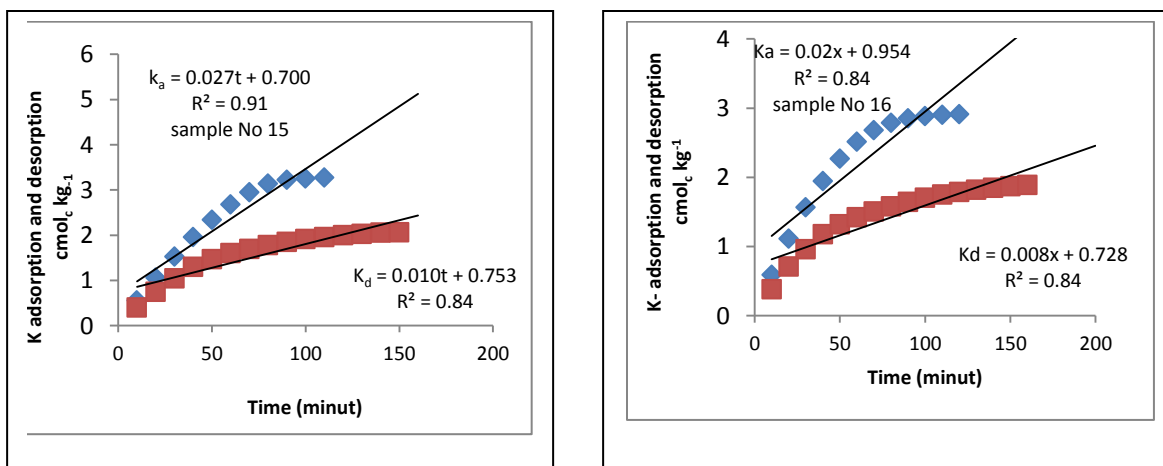 K adsorption and desorption
cmolc kg-1
6
5
4
3
2
1
0
ka = 0.027t + 0.700
R² = 0.91
sample No 15
Kd = 0.010t + 0.753
R² = 0.84
0 50 100 150 200
Time (minut)
K- adsorption and desorption
cmolc kg-1
4
3
2
1
0
Ka = 0.02x + 0.954
R² = 0.84
sample No 16
Kd = 0.008x + 0.728
R² = 0.84
0 50 100 150 200
Time (minut)